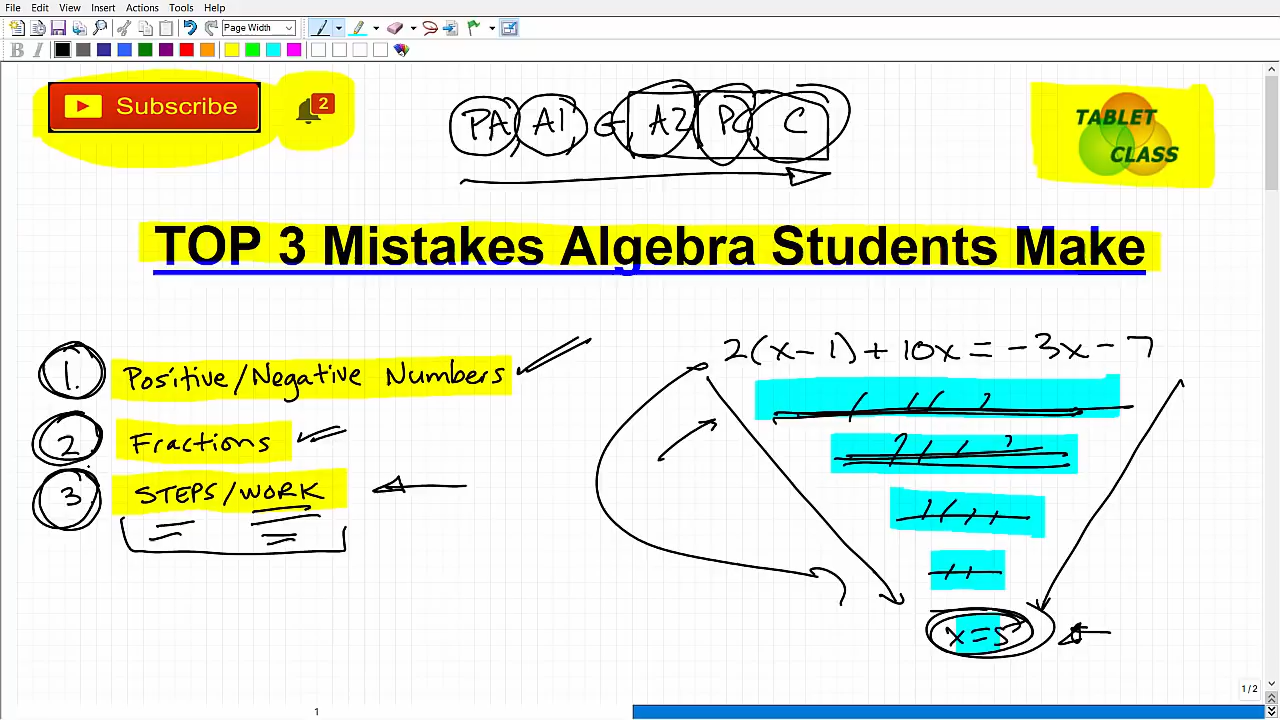 File Edit View Insert Actions Tools Help
Page Width
B I
Subscribe
2
PA A1 G A2 PC C
TABLET
CLASS
TOP 3 Mistakes Algebra Students Make
1. Positive/Negative Numbers
2 Fractions
3 STEPS/WORK
2(x-1)+10x=-3x-7
x=5
1/2
1